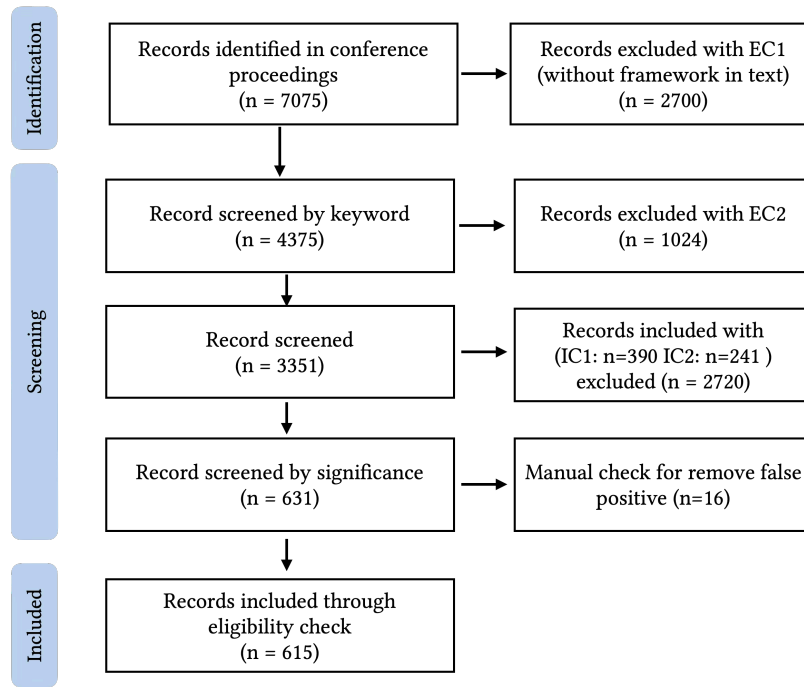 Identification
Records identified in conference
proceedings
(n = 7075)
Records excluded with EC1
(without framework in text)
(n = 2700)
Screening
Record screened by keyword
(n = 4375)
Records excluded with EC2
(n = 1024)
Record screened
(n = 3351)
Records included with
(IC1: n=390 IC2: n=241 )
excluded (n = 2720)
Record screened by significance
(n = 631)
Manual check for remove false
positive (n=16)
Included
Records included through
eligibility check
(n = 615)